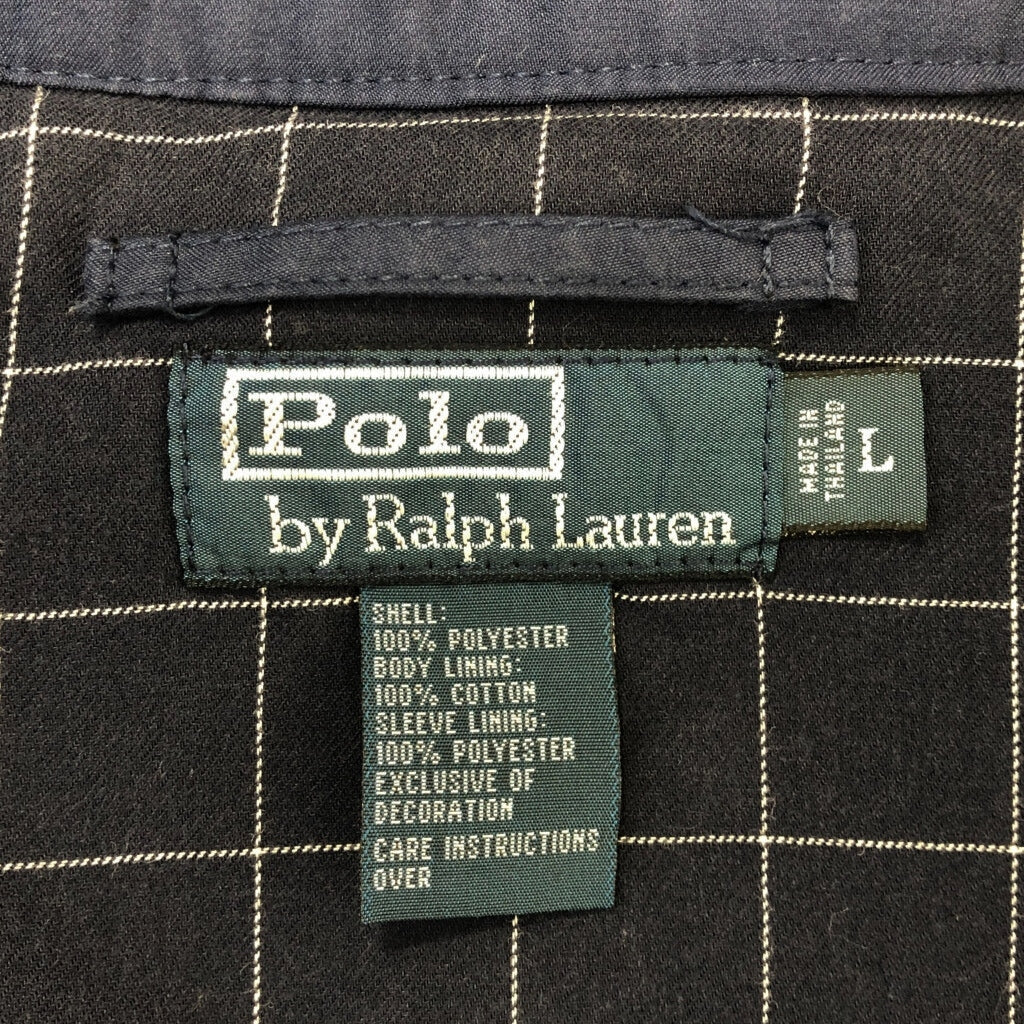 Polo
by Ralph Lauren
MADE IN
THAILAND
L
SHELL:
100% POLYESTER
BODY LINING:
100% COTTON
SLEEVE LINING:
100% POLYESTER
EXCLUSIVE OF
DECORATION
CARE INSTRUCTIONS
OVER